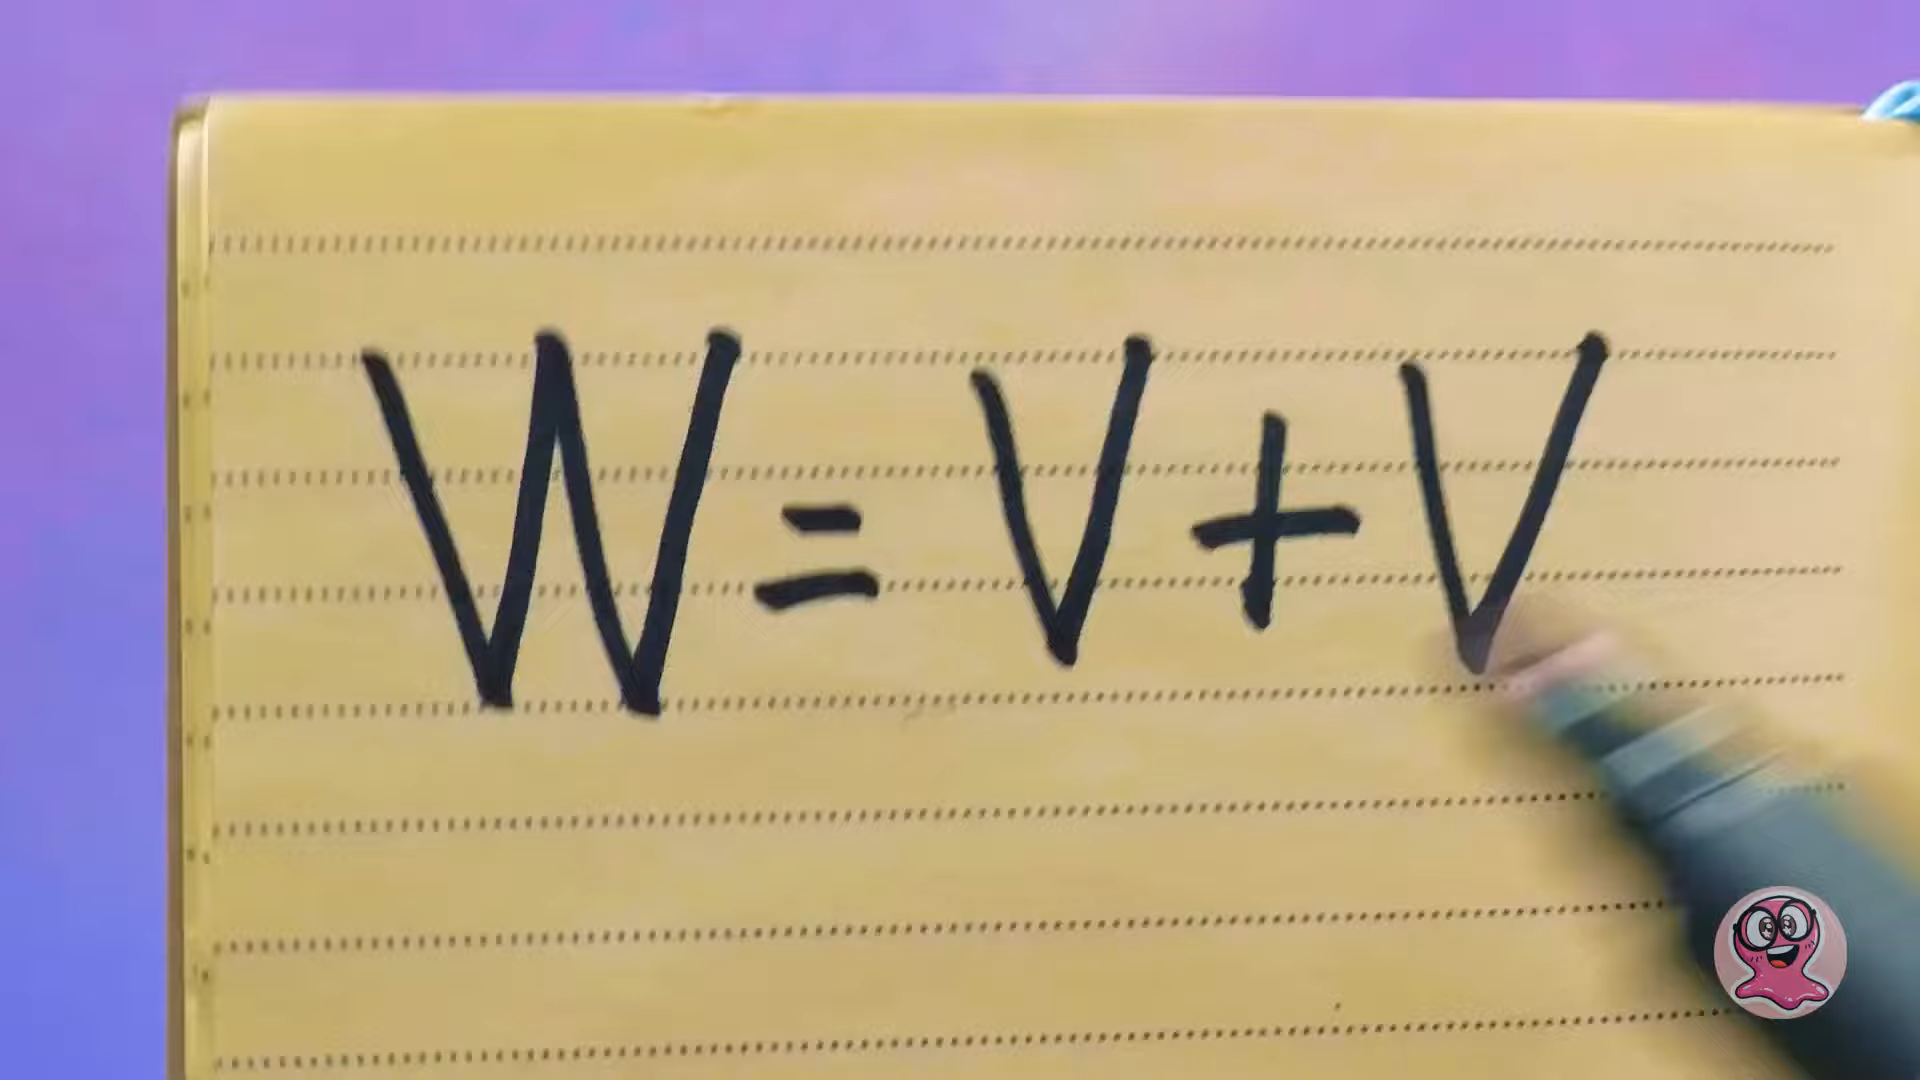 W = V + V